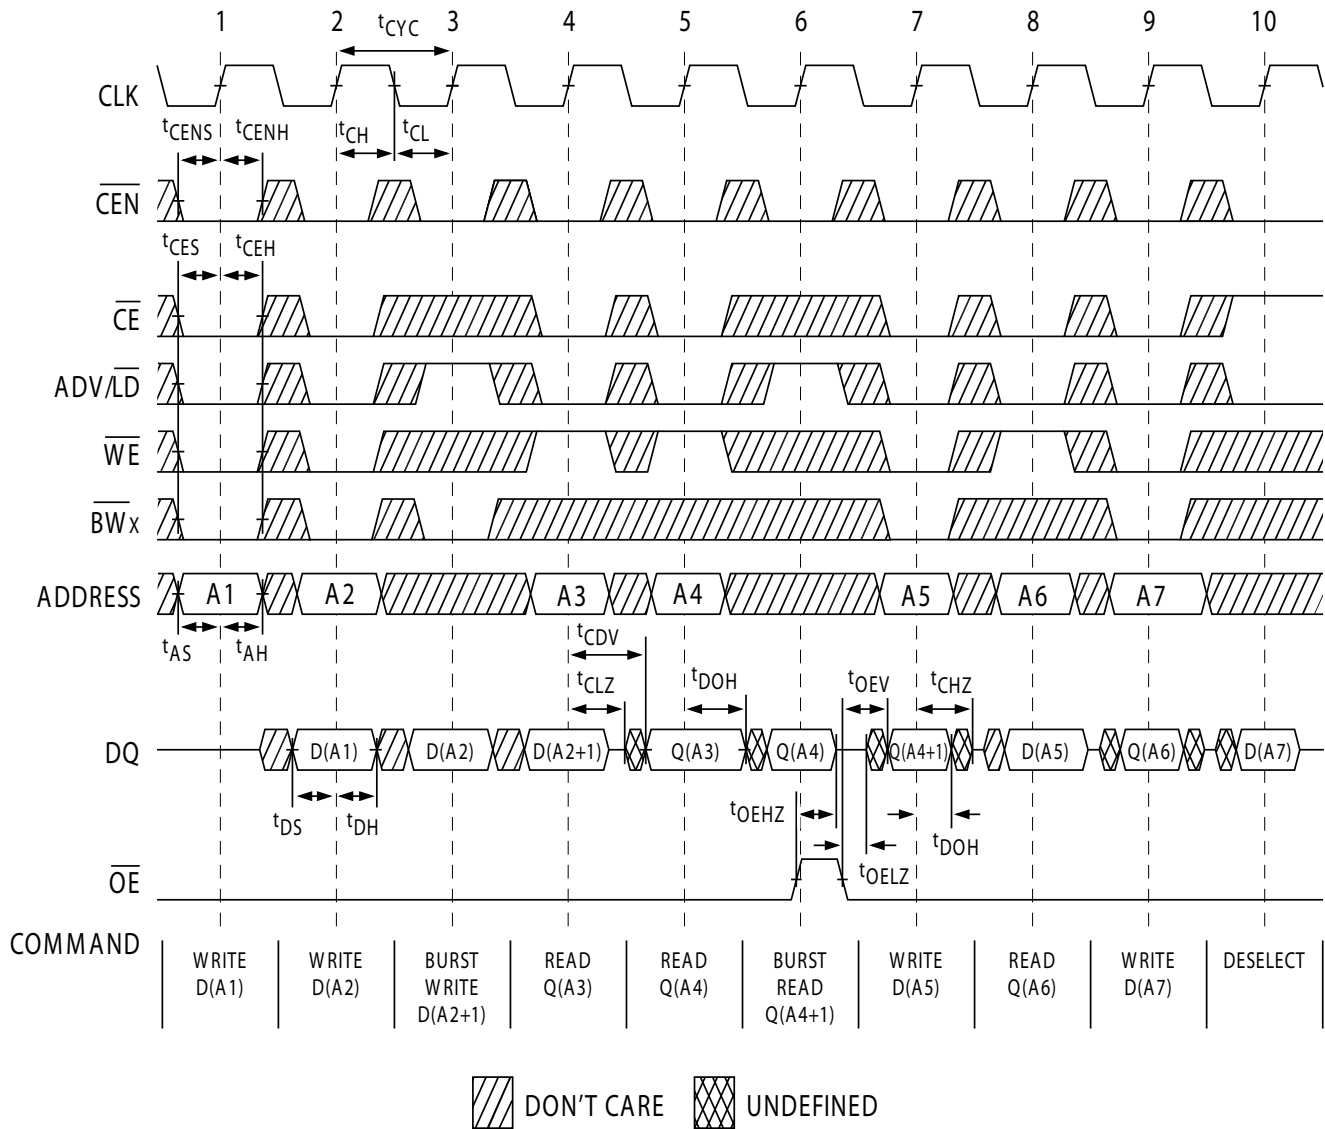 1 2 3 4 5 6 7 8 9 10
tCYC
CLK
tCENS tCENH tCH tCL
CEN
tCES tCEH
CE
ADV/LD
WE
BWx
ADDRESS A1 A2 A3 A4 A5 A6 A7
tAS tAH tCDV
tCLZ tDOH tOEV tCHZ
DQ D(A1) D(A2) D(A2+1) Q(A3) Q(A4) Q(A4+1) D(A5) Q(A6) D(A7)
tDS tDH tOEHZ tDOH
tOELZ
OE
COMMAND
WRITE WRITE BURST READ READ BURST WRITE READ WRITE DESELECT
D(A1) D(A2) WRITE Q(A3) Q(A4) READ D(A5) Q(A6) D(A7)
D(A2+1) Q(A4+1)
DON'T CARE UNDEFINED